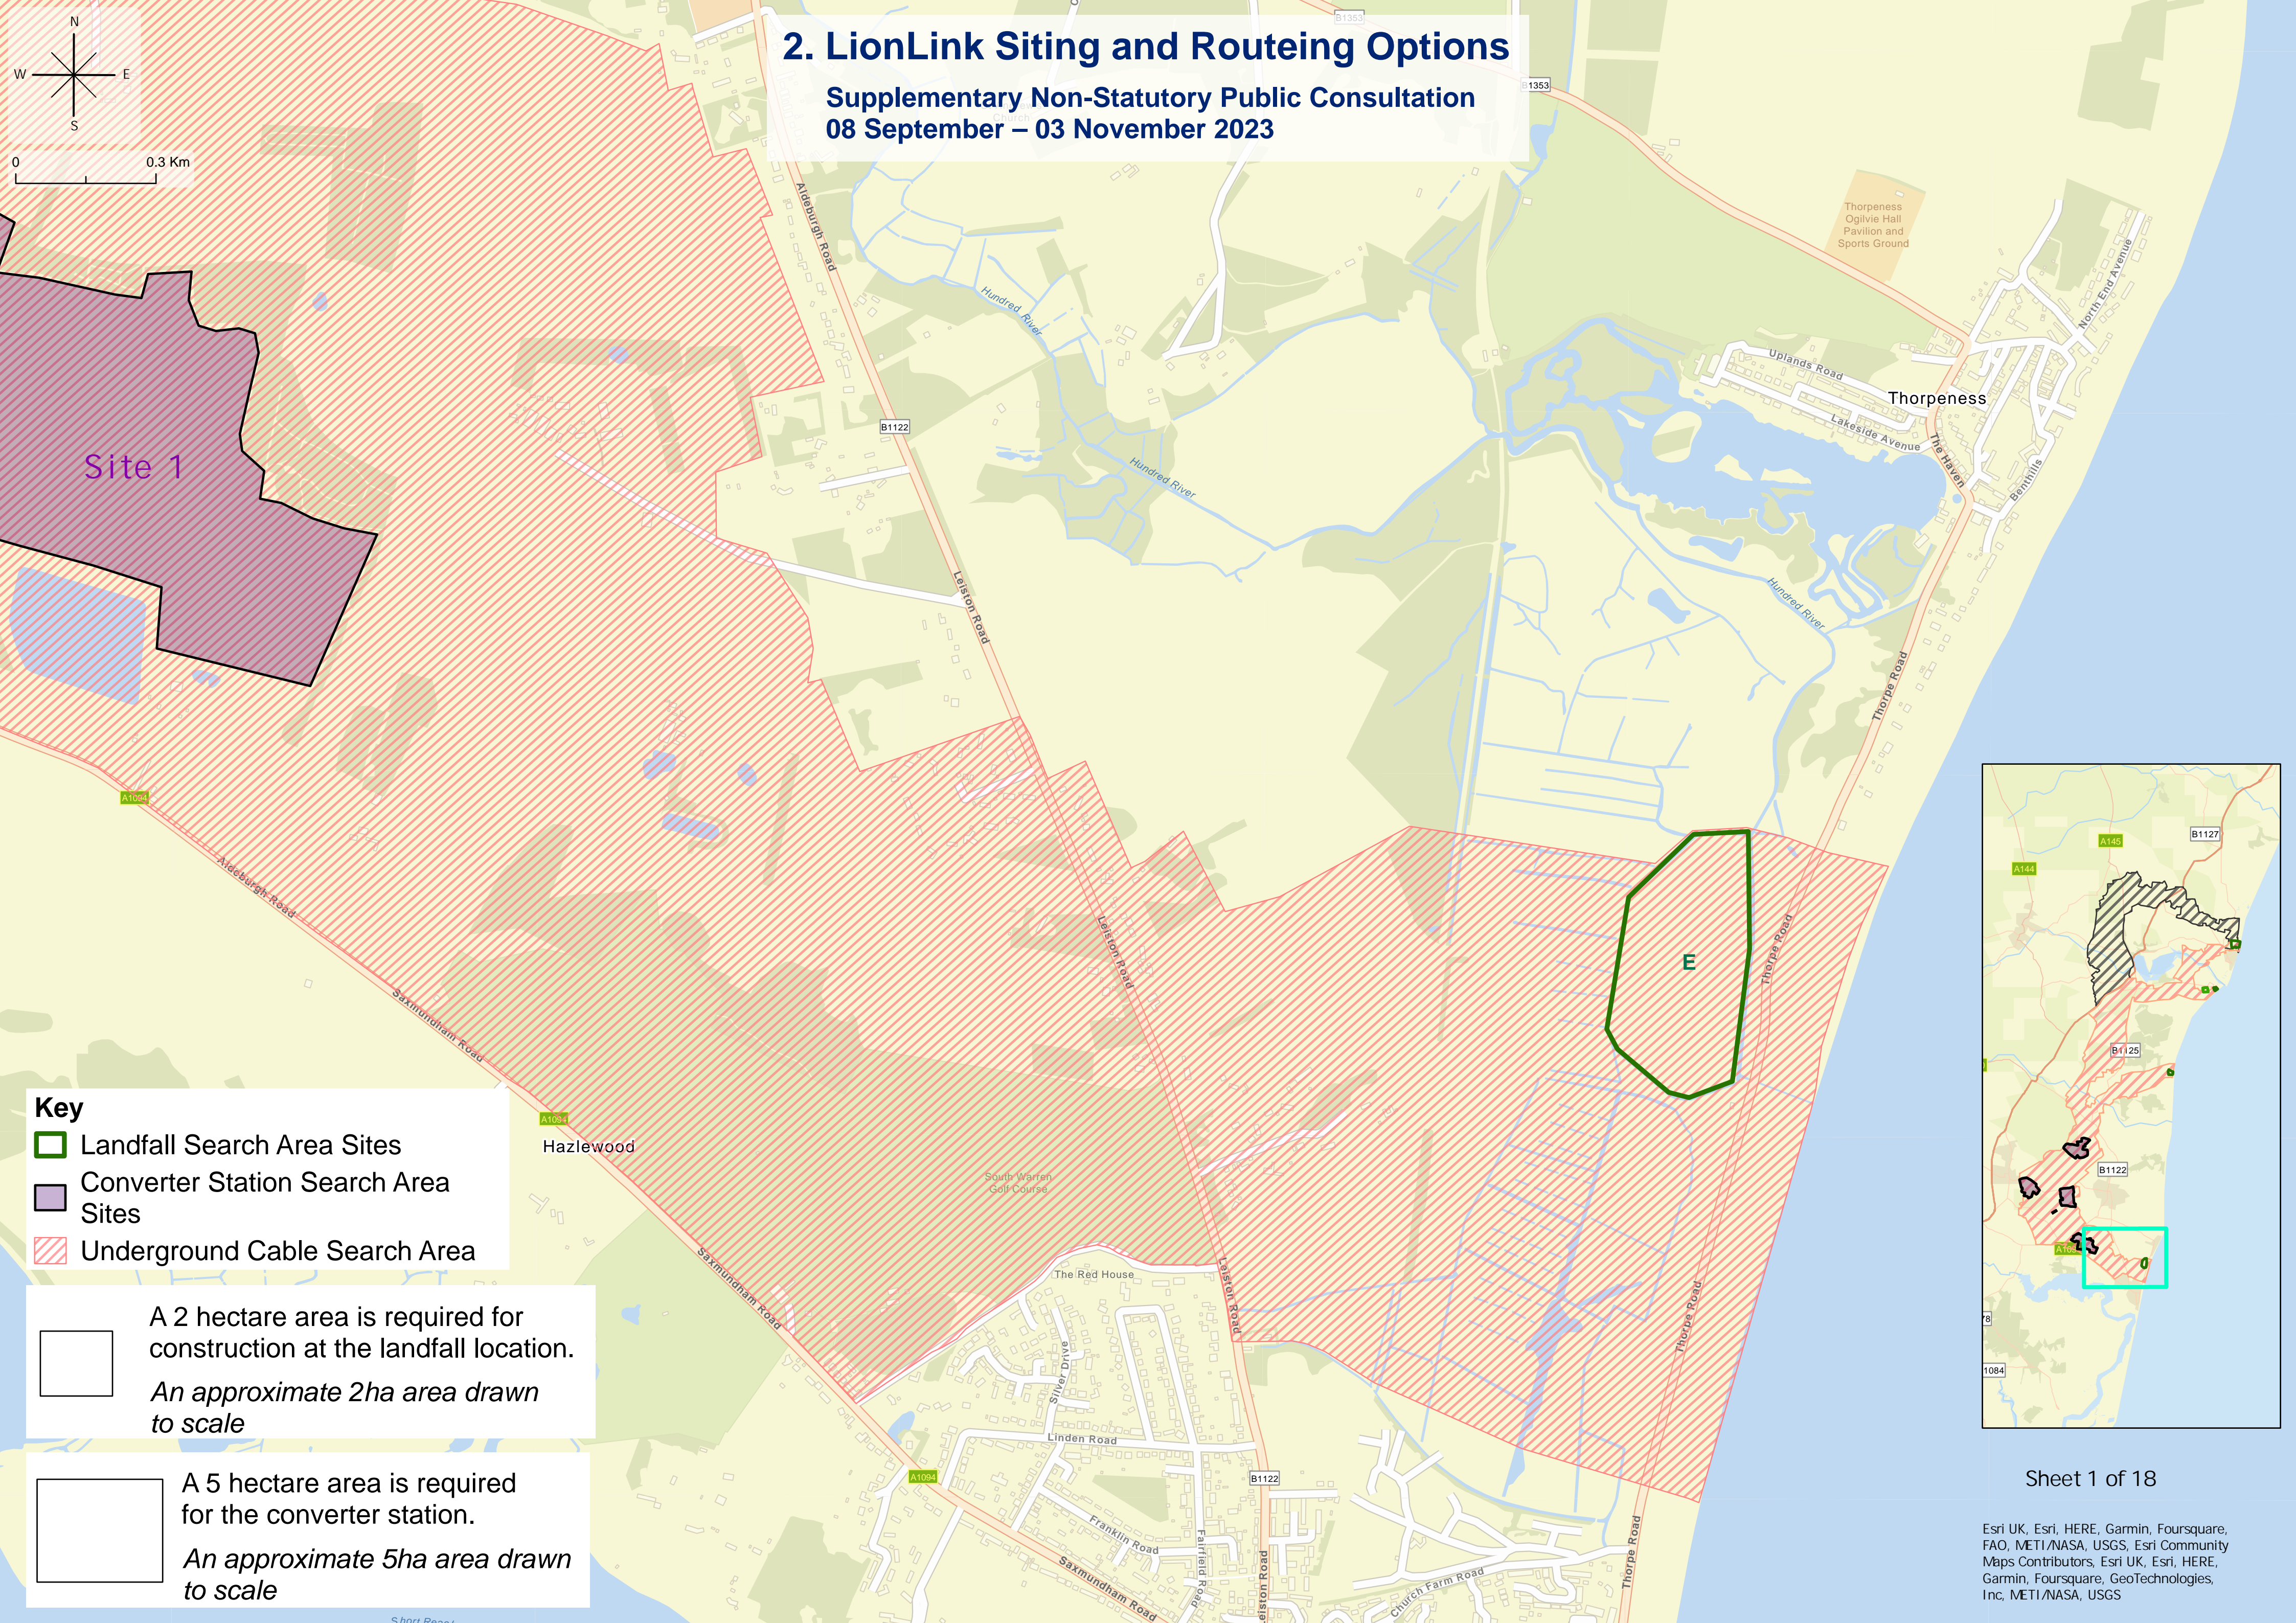 2. LionLink Siting and Routeing Options
Supplementary Non-Statutory Public Consultation
08 September – 03 November 2023
N
W
E
S
0
0.3 Km
B1353
B1353
Aldeburgh Road
Thorpeness
Ogilvie Hall
Pavilion and
Sports Ground
North End Avenue
Hundred River
Uplands Road
Thorpeness
Lakeside Avenue
The Haven
Benthills
B1122
Site 1
Hundred River
Hundred River
Leiston Road
Thorpe Road
A1094
Aldeburgh Road
Leiston Road
Thorpe Road
E
Saxmundham Road
A1094
Hazlewood
South Warren
Golf Course
The Red House
Saxmundham Road
Leiston Road
Silver Drive
Thorpe Road
Linden Road
A1094
B1122
Franklin Road
Fairfield Road
Saxmundham Road
Leiston Road
Church Farm Road
Thorpe Road
Key
Landfall Search Area Sites
Converter Station Search Area
Sites
Underground Cable Search Area
A 2 hectare area is required for
construction at the landfall location.
An approximate 2ha area drawn
to scale
A 5 hectare area is required
for the converter station.
An approximate 5ha area drawn
to scale
B1127
A145
A144
B1125
B1122
1084
Sheet 1 of 18
Esri UK, Esri, HERE, Garmin, Foursquare,
FAO, METI/NASA, USGS, Esri Community
Maps Contributors, Esri UK, Esri, HERE,
Garmin, Foursquare, GeoTechnologies,
Inc, METI/NASA, USGS